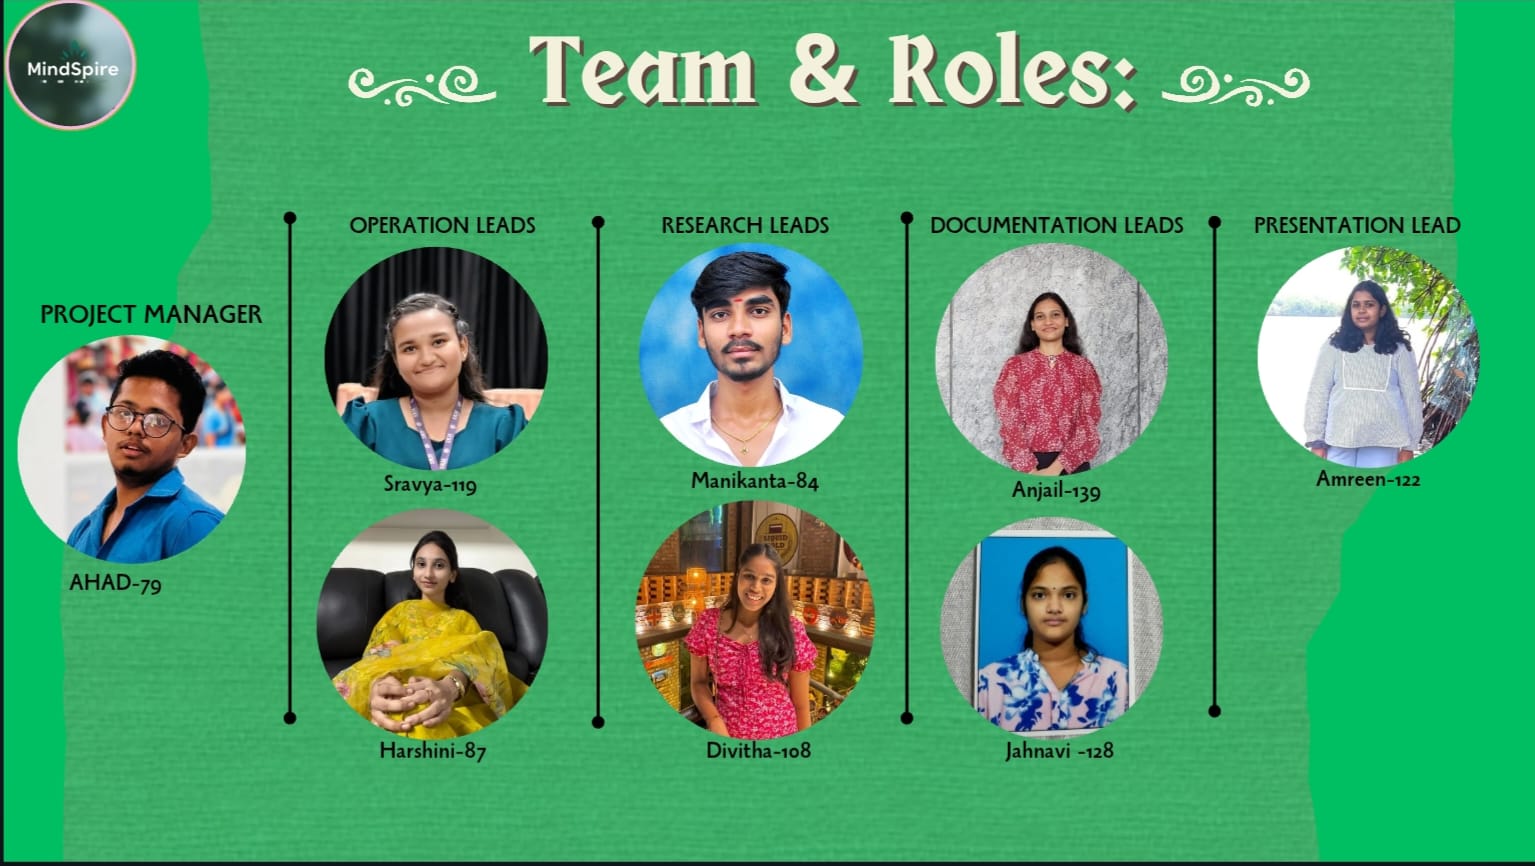 MindSpire
Team & Roles:
PROJECT MANAGER
AHAD-79
OPERATION LEADS
Sravya-119
Harshini-87
RESEARCH LEADS
Manikanta-84
LIQUID
Divitha-108
DOCUMENTATION LEADS
Anjail-139
Jahnavi -128
PRESENTATION LEAD
Amreen-122